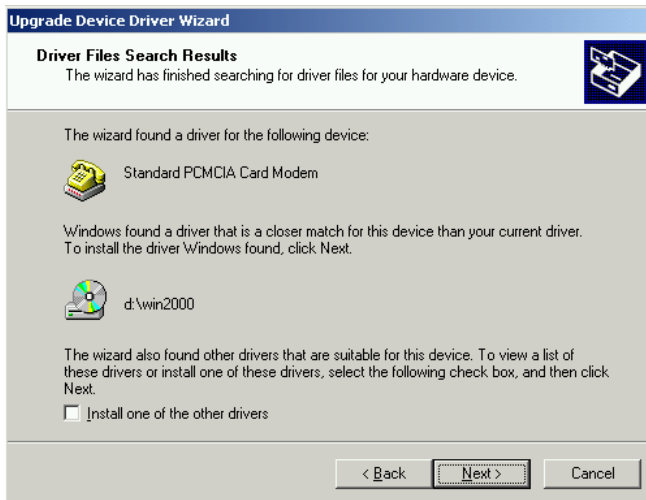 Upgrade Device Driver Wizard
Driver Files Search Results
The wizard has finished searching for driver files for your hardware device.
The wizard found a driver for the following device:
Standard PCMCIA Card Modem
Windows found a driver that is a closer match for this device than your current driver.
To install the driver Windows found, click Next.
d:\win2000
The wizard also found other drivers that are suitable for this device. To view a list of
these drivers or install one of these drivers, select the following check box, and then click
Next.
Install one of the other drivers
< Back
Next >
Cancel